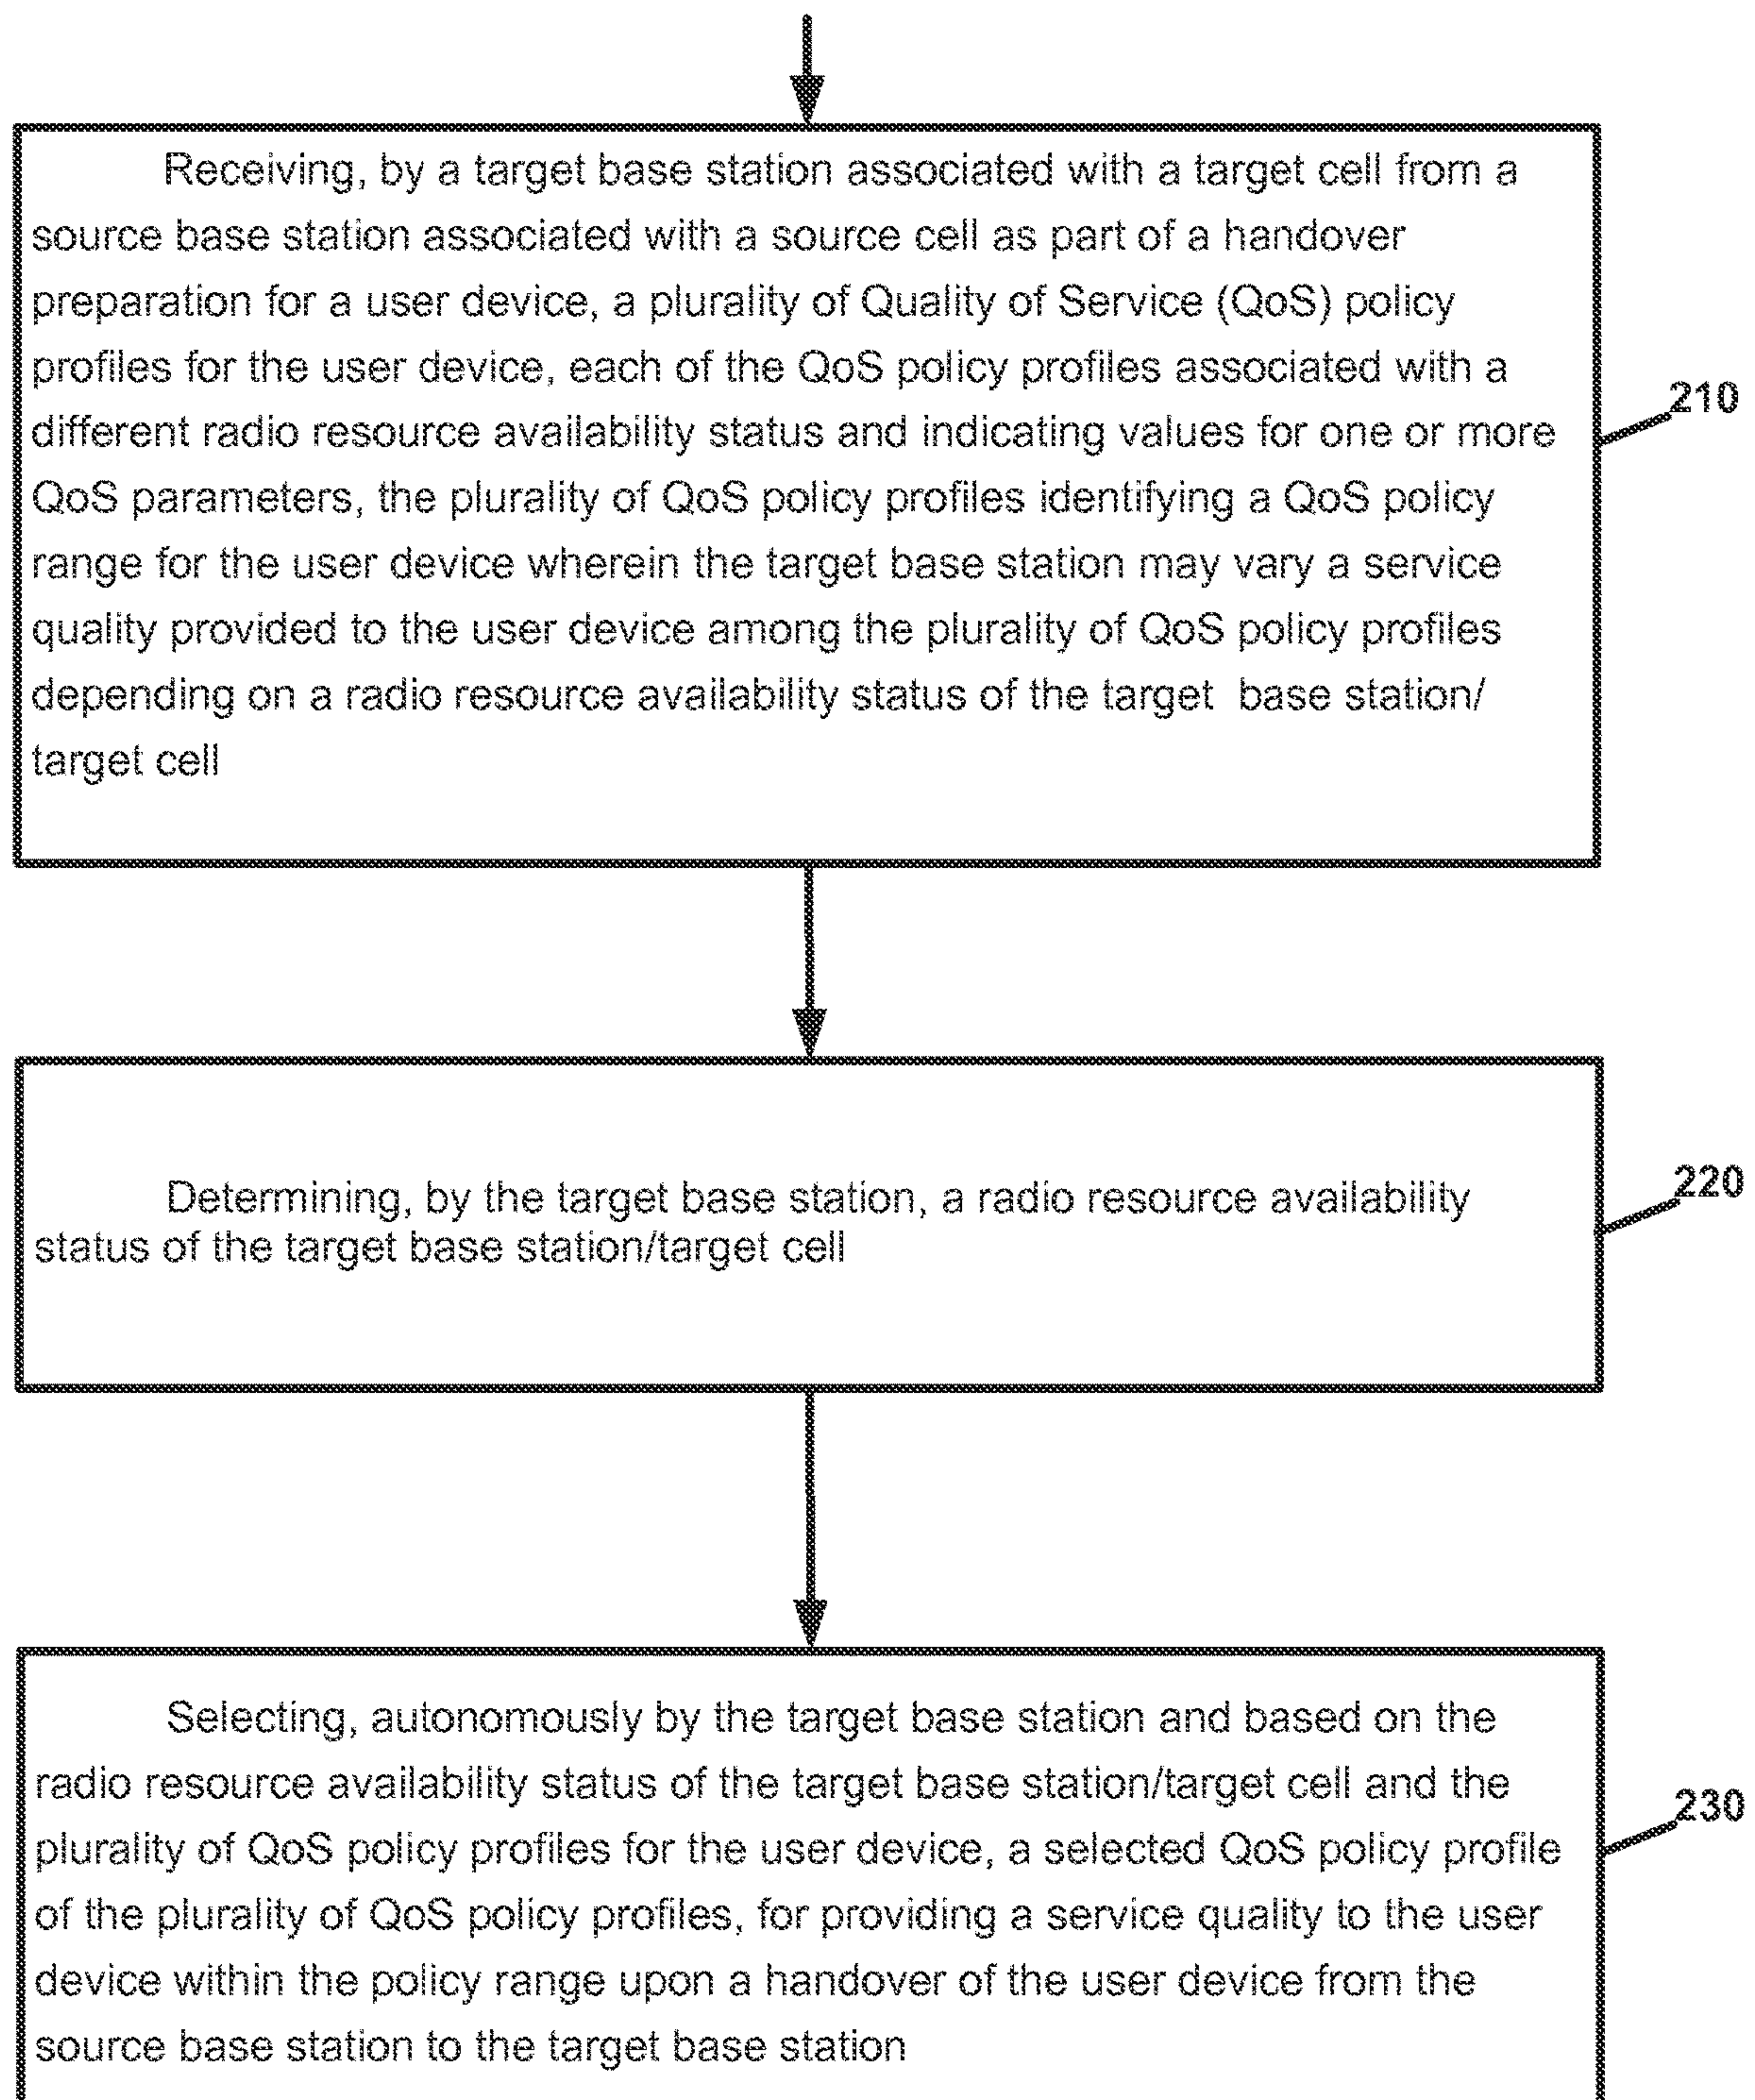 Receiving, by a target base station associated with a target cell from a
source base station associated with a source cell as part of a handover
preparation for a user device, a plurality of Quality of Service (QoS) policy
profiles for the user device, each of the QoS policy profiles associated with a
different radio resource availability status and indicating values for one or more
QoS parameters, the plurality of QoS policy profiles identifying a QoS policy
range for the user device wherein the target base station may vary a service
quality provided to the user device among the plurality of QoS policy profiles
depending on a radio resource availability status of the target base station/
target cell
210
Determining, by the target base station, a radio resource availability
status of the target base station/target cell
220
Selecting, autonomously by the target base station and based on the
radio resource availability status of the target base station/target cell and the
plurality of QoS policy profiles for the user device, a selected QoS policy profile
of the plurality of QoS policy profiles, for providing a service quality to the user
device within the policy range upon a handover of the user device from the
source base station to the target base station
230